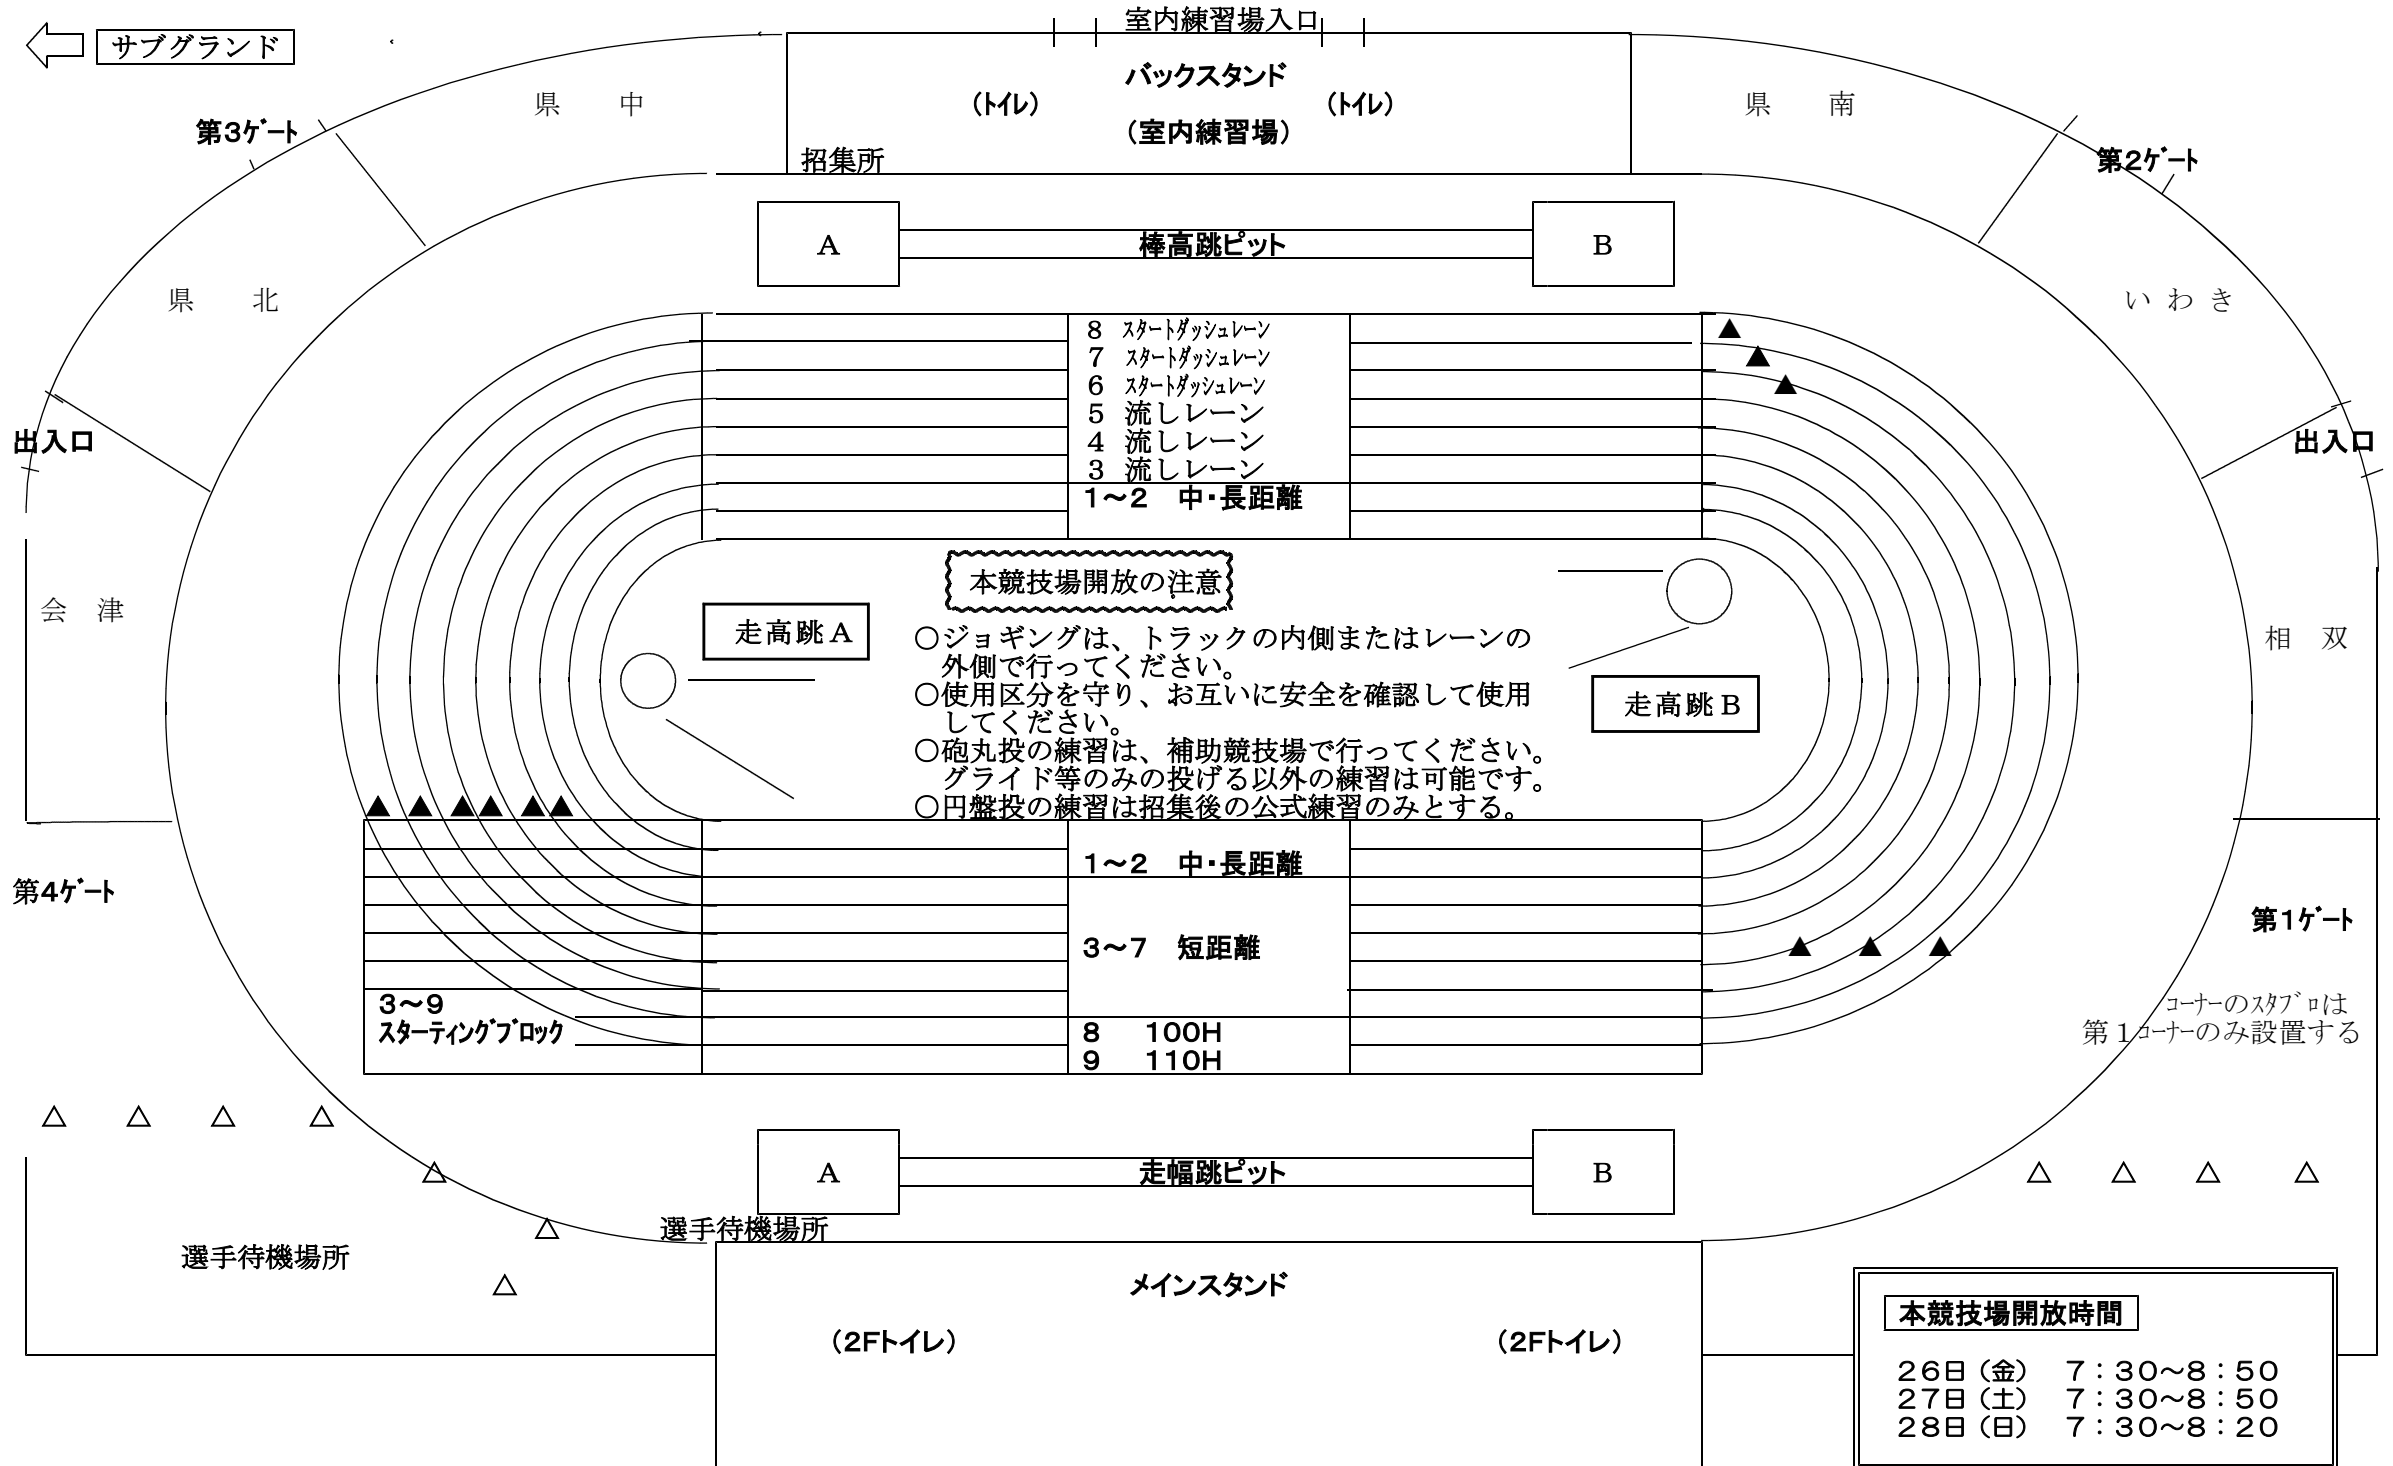 室内練習場入口
サブグランド
バックスタンド
県　中
（トイレ）
（トイレ）
県　南
第３ゲート
（室内練習場）
招集所
第２ゲート
A
棒高跳ピット
B
県　北
いわき
８ スタートダッシュレーン
７ スタートダッシュレーン
６ スタートダッシュレーン
５ 流しレーン
４ 流しレーン
３ 流しレーン
１～２　中・長距離
出入口
出入口
本競技場開放の注意
会　津
走高跳A
相　双
○ジョギングは、トラックの内側またはレーンの
外側で行ってください。
○使用区分を守り、お互いに安全を確認して使用
してください。
走高跳B
○砲丸投の練習は、補助競技場で行ってください。
グライド等のみの投げる以外の練習は可能です。
○円盤投の練習は招集後の公式練習のみとする。
１～２　中・長距離
第４ゲート
第１ゲート
３～７　短距離
３～９
スターティングブロック
コーナーのスタブロは
第１コーナーのみ設置する
８　100H
９　110H
A
走幅跳ピット
B
選手待機場所
選手待機場所
メインスタンド
（２Fトイレ）
（２Fトイレ）
本競技場開放時間
２６日（金）　７：３０～８：５０
２７日（土）　７：３０～８：５０
２８日（日）　７：３０～８：２０